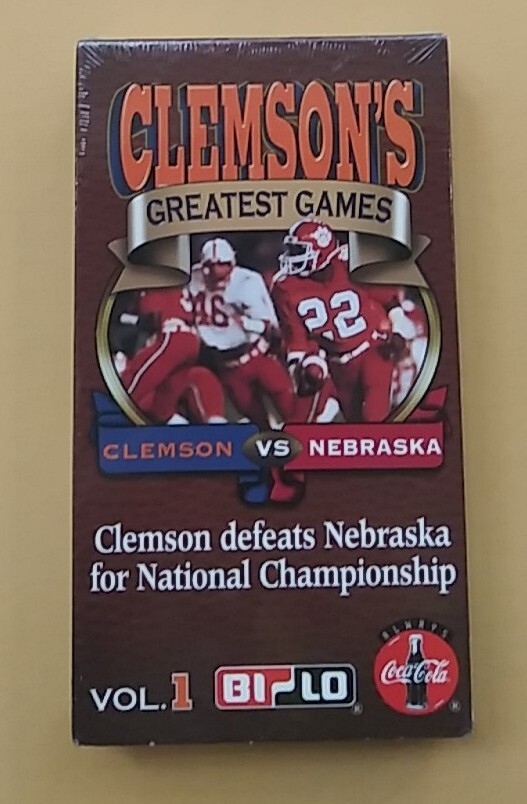 CLEMSON'S
GREATEST GAMES
46
22
CLEMSON VS NEBRASKA
Clemson defeats Nebraska
for National Championship
ALWAYS
Coca-Cola ®
VOL. 1 BI-LO ®